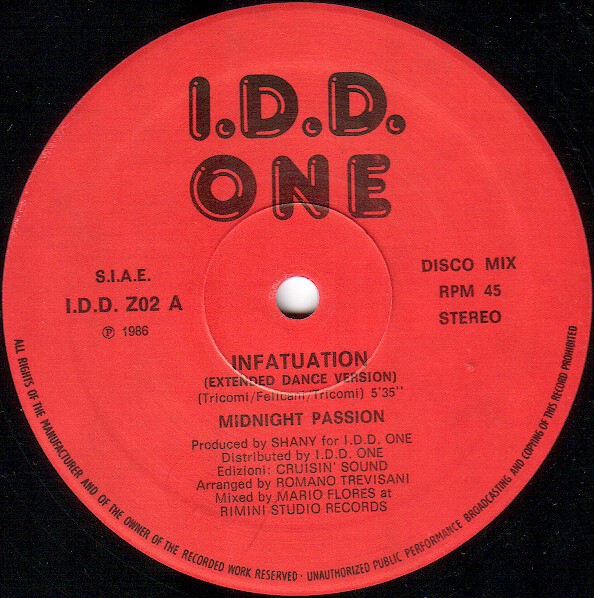 I.D.D.
ONE
S.I.A.E.
I.D.D. Z02 A
℗ 1986
DISCO MIX
RPM 45
STEREO
INFATUATION
(EXTENDED DANCE VERSION)
(Tricomi/Felicani/Tricomi) 5'35''
MIDNIGHT PASSION
Produced by SHANY for I.D.D. ONE
Distributed by I.D.D. ONE
Edizioni: CRUISIN' SOUND
Arranged by ROMANO TREVISANI
Mixed by MARIO FLORES at
RIMINI STUDIO RECORDS
ALL RIGHTS OF THE MANUFACTURER AND OF THE OWNER OF THE RECORDED WORK RESERVED · UNAUTHORIZED PUBLIC PERFORMANCE BROADCASTING AND COPYING OF THIS RECORD PROHIBITED